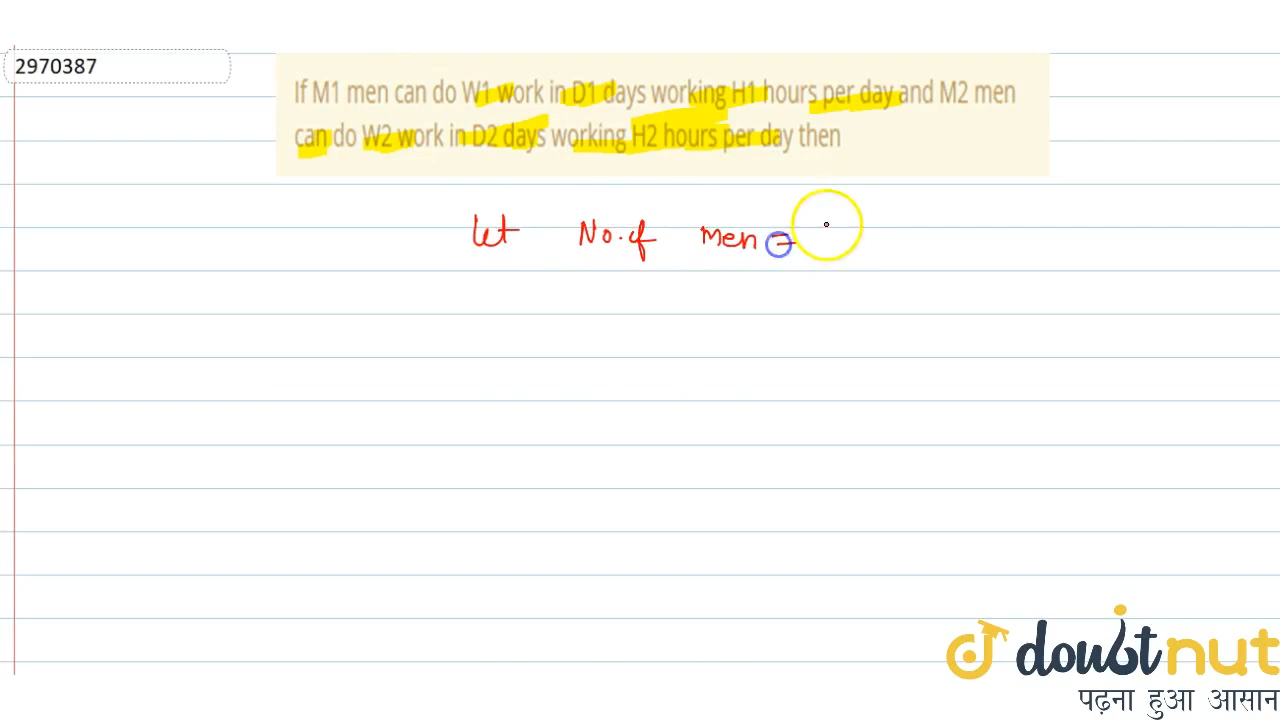 2970387
If M1 men can do W1 work in D1 days working H1 hours per day and M2 men
can do W2 work in D2 days working H2 hours per day then
Let No. of men =
doubtnut
पढ़ना हुआ आसान